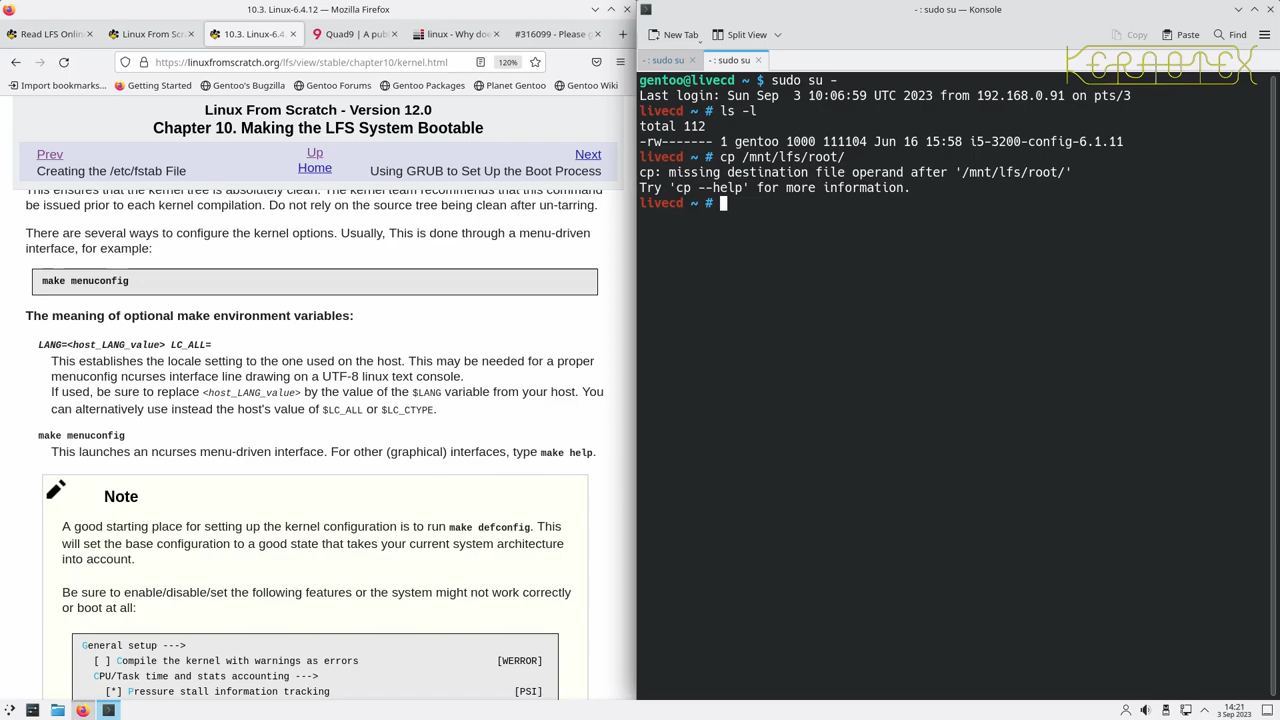 10.3. Linux-6.4.12 — Mozilla Firefox
Read LFS Onlin
Linux From Scra
10.3. Linux-6.4.
Quad9 | A pub
linux - Why doe
#316099 - Please g
https://linuxfromscratch.org/lfs/view/stable/chapter10/kernel.html
120%
Import bookmarks...
Getting Started
Gentoo's Bugzilla
Gentoo Forums
Gentoo Packages
Planet Gentoo
Gentoo Wiki
Linux From Scratch - Version 12.0
Chapter 10. Making the LFS System Bootable
Prev
Up
Next
Creating the /etc/fstab File
Home
Using GRUB to Set Up the Boot Process
This ensures that the kernel tree is absolutely clean. The kernel team recommends that this command
be issued prior to each kernel compilation. Do not rely on the source tree being clean after un-tarring.
There are several ways to configure the kernel options. Usually, This is done through a menu-driven
interface, for example:
make menuconfig
The meaning of optional make environment variables:
LANG=<host_LANG_value> LC_ALL=
This establishes the locale setting to the one used on the host. This may be needed for a proper
menuconfig ncurses interface line drawing on a UTF-8 linux text console.
If used, be sure to replace <host_LANG_value> by the value of the $LANG variable from your host. You
can alternatively use instead the host's value of $LC_ALL or $LC_CTYPE.
make menuconfig
This launches an ncurses menu-driven interface. For other (graphical) interfaces, type make help.
Note
A good starting place for setting up the kernel configuration is to run make defconfig. This
will set the base configuration to a good state that takes your current system architecture
into account.
Be sure to enable/disable/set the following features or the system might not work correctly
or boot at all:
General setup --->
[ ] Compile the kernel with warnings as errors [WERROR]
CPU/Task time and stats accounting --->
[*] Pressure stall information tracking [PSI]
- : sudo su — Konsole
New Tab
Split View
Copy
Paste
Find
- : sudo su
- : sudo su
KERNOTEX
gentoo@livecd ~ $ sudo su -
Last login: Sun Sep  3 10:06:59 UTC 2023 from 192.168.0.91 on pts/3
livecd ~ # ls -l
total 112
-rw------- 1 gentoo 1000 111104 Jun 16 15:58 i5-3200-config-6.1.11
livecd ~ # cp /mnt/lfs/root/
cp: missing destination file operand after '/mnt/lfs/root/'
Try 'cp --help' for more information.
livecd ~ #
14:21
3 Sep 2023